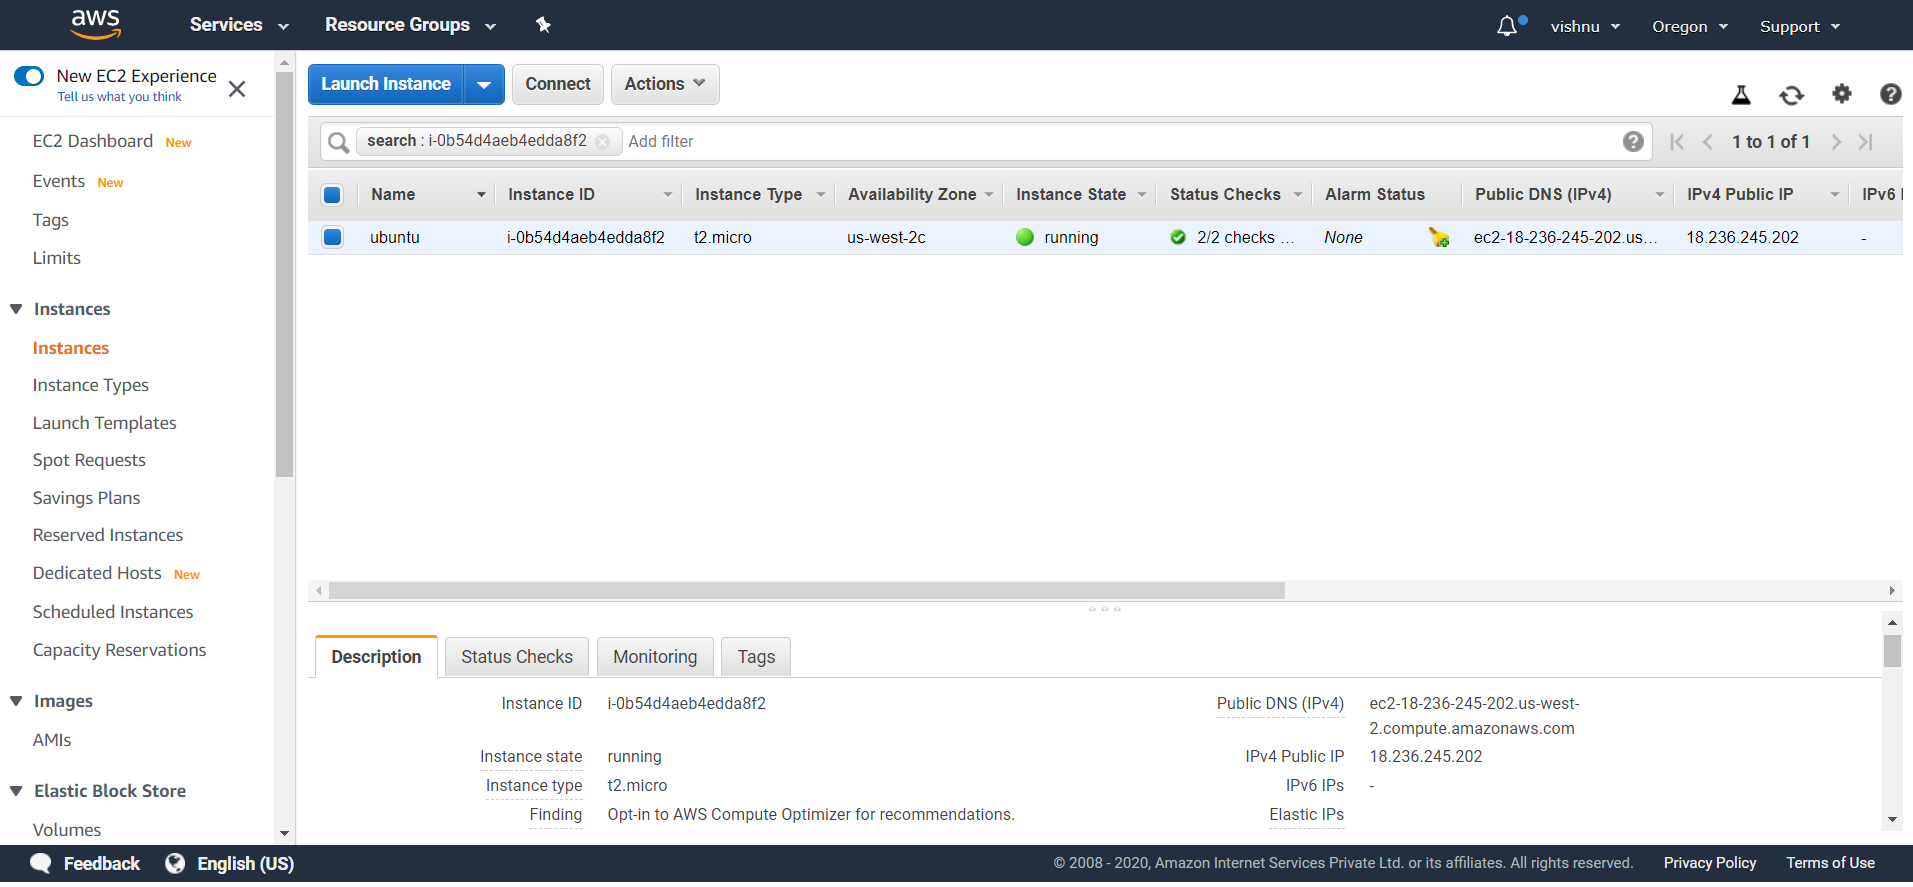 aws
Services
Resource Groups
vishnu
Oregon
Support
New EC2 Experience
Tell us what you think
EC2 Dashboard New
Events New
Tags
Limits
Instances
Instances
Instance Types
Launch Templates
Spot Requests
Savings Plans
Reserved Instances
Dedicated Hosts New
Scheduled Instances
Capacity Reservations
Images
AMIs
Elastic Block Store
Volumes
Launch Instance
Connect
Actions
search : i-0b54d4aeb4edda8f2 Add filter
1 to 1 of 1
Name Instance ID Instance Type Availability Zone Instance State Status Checks Alarm Status Public DNS (IPv4) IPv4 Public IP IPv6 I
ubuntu i-0b54d4aeb4edda8f2 t2.micro us-west-2c running 2/2 checks ... None ec2-18-236-245-202.us... 18.236.245.202 -
Description Status Checks Monitoring Tags
Instance ID i-0b54d4aeb4edda8f2
Instance state running
Instance type t2.micro
Finding Opt-in to AWS Compute Optimizer for recommendations.
Public DNS (IPv4) ec2-18-236-245-202.us-west-
2.compute.amazonaws.com
IPv4 Public IP 18.236.245.202
IPv6 IPs -
Elastic IPs
Feedback
English (US)
© 2008 - 2020, Amazon Internet Services Private Ltd. or its affiliates. All rights reserved.
Privacy Policy
Terms of Use